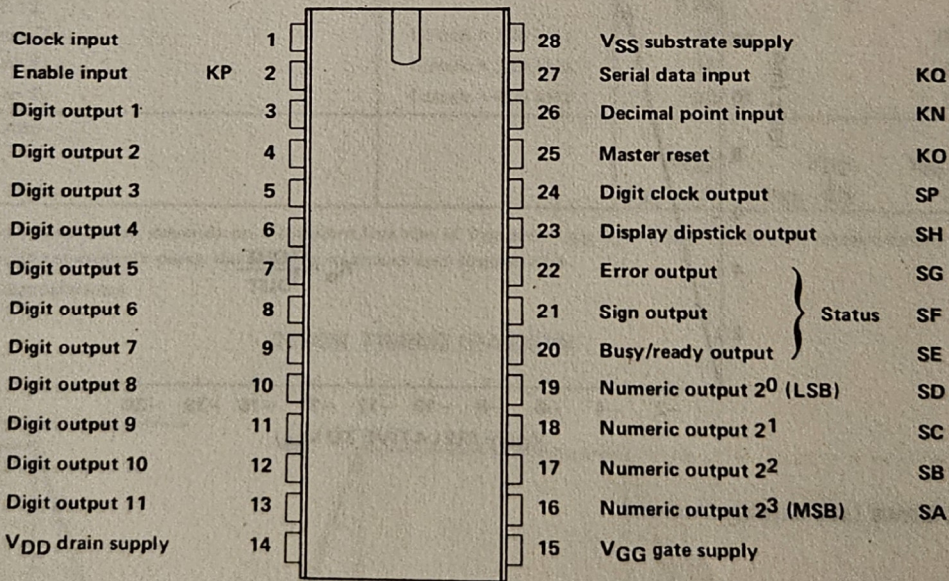 Clock input 1 28 VSS substrate supply
Enable input KP 2 27 Serial data input KQ
Digit output 1 3 26 Decimal point input KN
Digit output 2 4 25 Master reset KO
Digit output 3 5 24 Digit clock output SP
Digit output 4 6 23 Display dipstick output SH
Digit output 5 7 22 Error output SG
Digit output 6 8 21 Sign output Status SF
Digit output 7 9 20 Busy/ready output SE
Digit output 8 10 19 Numeric output 2⁰ (LSB) SD
Digit output 9 11 18 Numeric output 2¹ SC
Digit output 10 12 17 Numeric output 2² SB
Digit output 11 13 16 Numeric output 2³ (MSB) SA
VDD drain supply 14 15 VGG gate supply